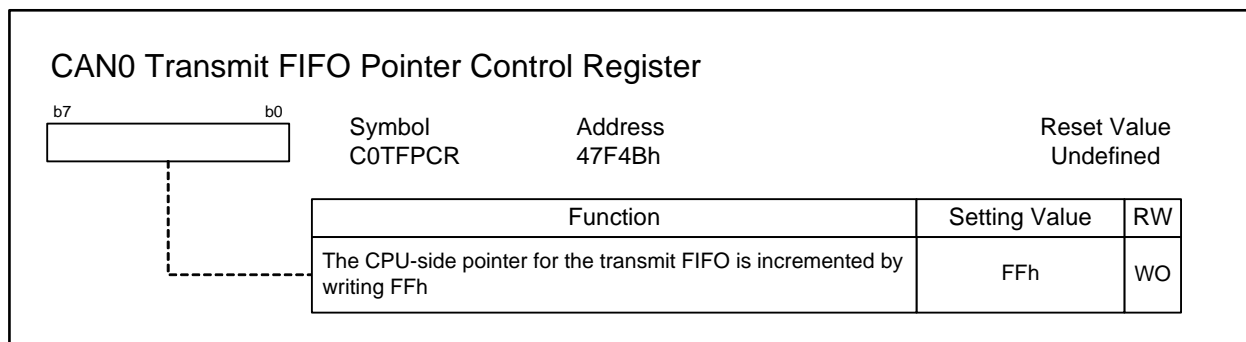 CAN0 Transmit FIFO Pointer Control Register
b7 b0
Symbol Address Reset Value
C0TFPCR 47F4Bh Undefined
Function Setting Value RW
The CPU-side pointer for the transmit FIFO is incremented by
writing FFh
FFh WO